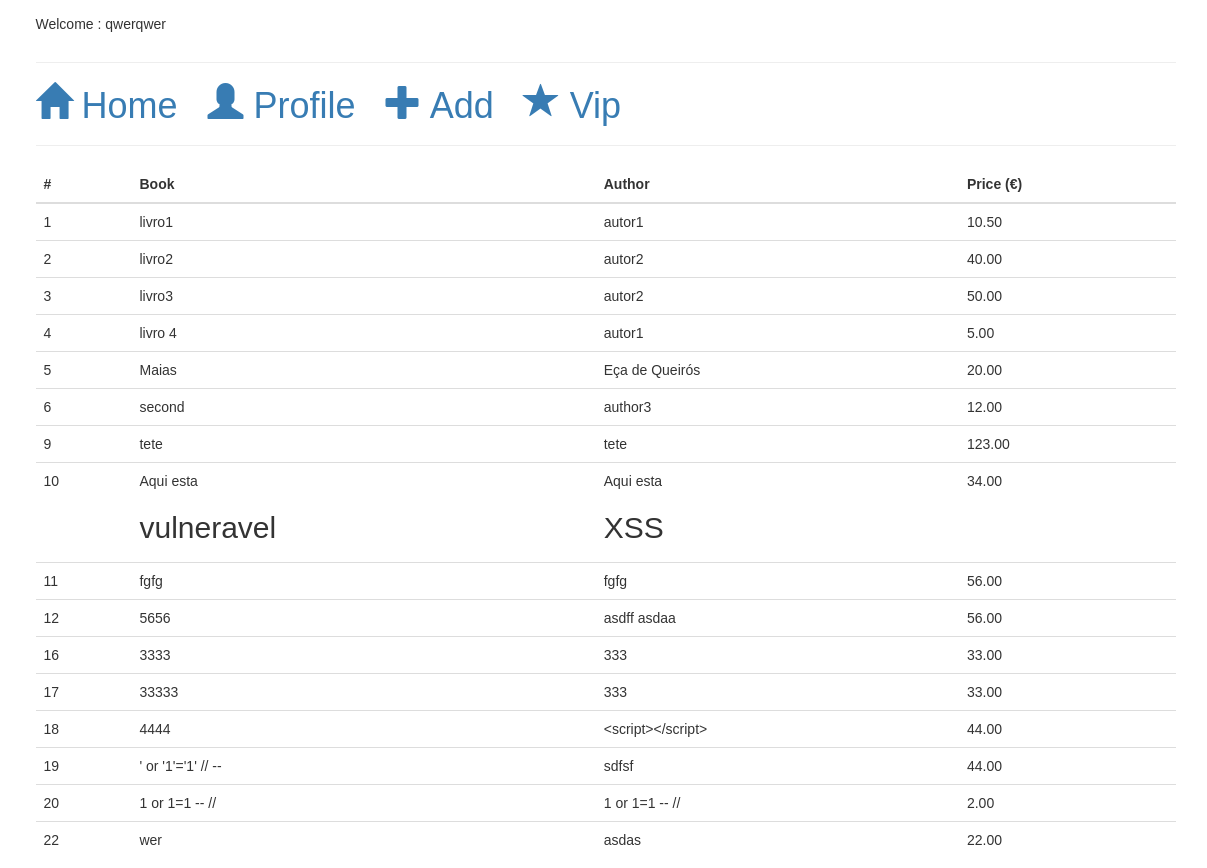 Welcome : qwerqwer
Home Profile Add Vip
# Book Author Price (€)
1 livro1 autor1 10.50
2 livro2 autor2 40.00
3 livro3 autor2 50.00
4 livro 4 autor1 5.00
5 Maias Eça de Queirós 20.00
6 second author3 12.00
9 tete tete 123.00
10 Aqui esta Aqui esta 34.00
vulneravel XSS
11 fgfg fgfg 56.00
12 5656 asdff asdaa 56.00
16 3333 333 33.00
17 33333 333 33.00
18 4444 <script></script> 44.00
19 ' or '1'='1' // -- sdfsf 44.00
20 1 or 1=1 -- // 1 or 1=1 -- // 2.00
22 wer asdas 22.00